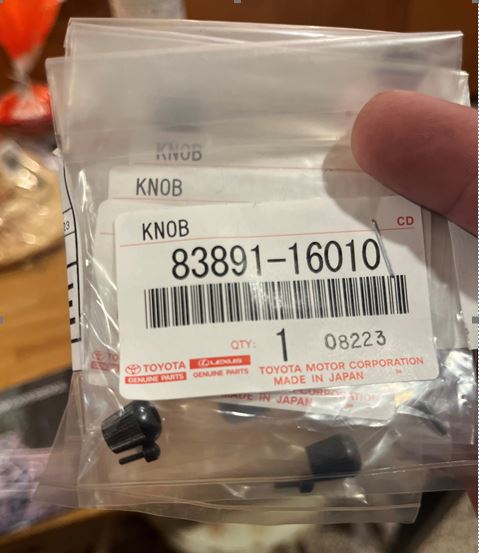 KNOB
KNOB
KNOB
CD
83891-16010
QTY: 1 08223
TOYOTA LEXUS TOYOTA MOTOR CORPORATION
GENUINE PARTS GENUINE PARTS MADE IN JAPAN